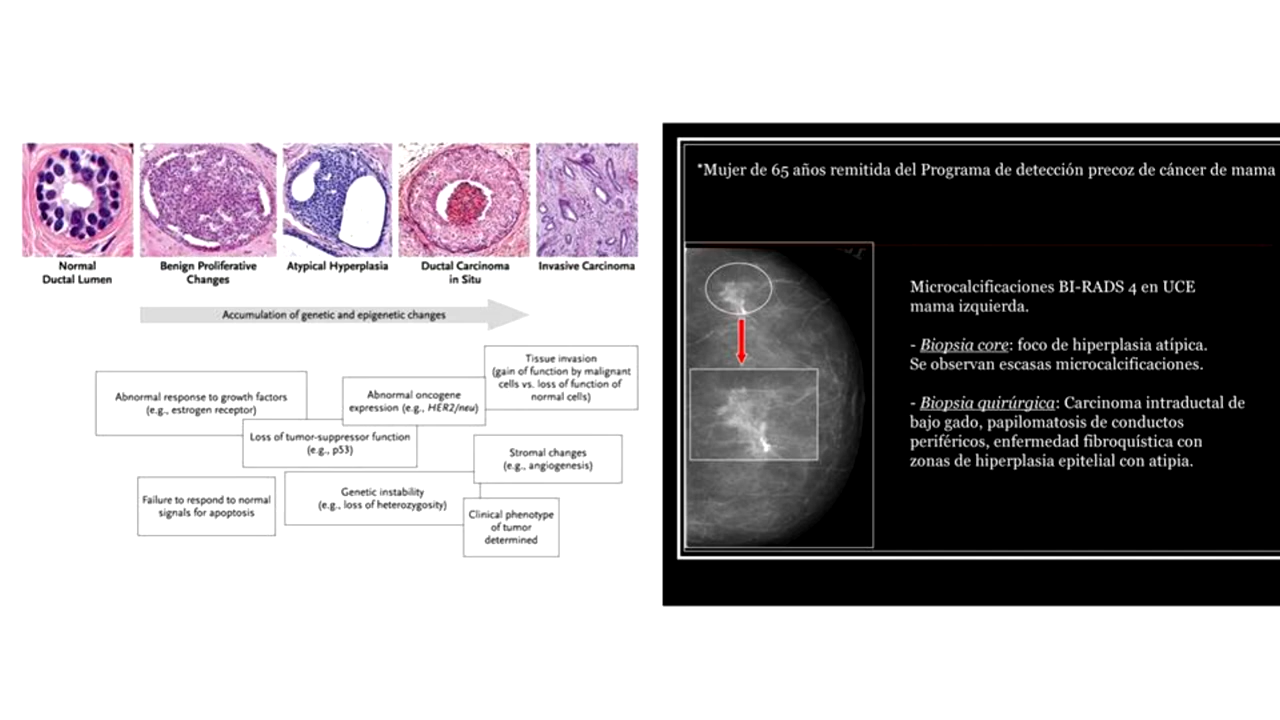 Normal
Ductal Lumen
Benign Proliferative
Changes
Atypical Hyperplasia
Ductal Carcinoma
in Situ
Invasive Carcinoma
Accumulation of genetic and epigenetic changes
Tissue invasion
(gain of function by malignant
cells vs. loss of function of
normal cells)
Abnormal response to growth factors
(e.g., estrogen receptor)
Abnormal oncogene
expression (e.g., HER2/neu)
Loss of tumor-suppressor function
(e.g., p53)
Stromal changes
(e.g., angiogenesis)
Failure to respond to normal
signals for apoptosis
Genetic instability
(e.g., loss of heterozygosity)
Clinical phenotype
of tumor
determined
*Mujer de 65 años remitida del Programa de detección precoz de cáncer de mama
Microcalcificaciones BI-RADS 4 en UCE
mama izquierda.
- Biopsia core: foco de hiperplasia atípica.
Se observan escasas microcalcificaciones.
- Biopsia quirúrgica: Carcinoma intraductal de
bajo gado, papilomatosis de conductos
periféricos, enfermedad fibroquística con
zonas de hiperplasia epitelial con atipia.